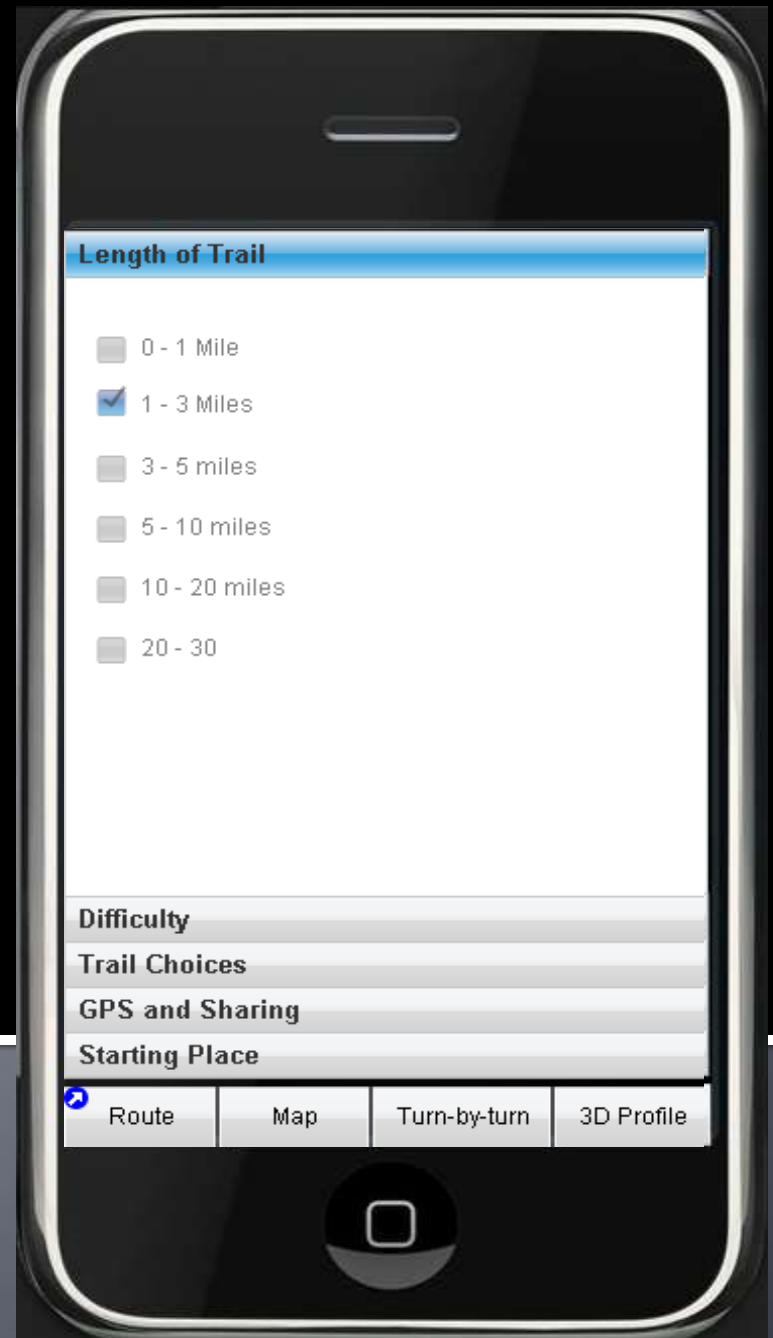 Length of Trail
0 - 1 Mile
1 - 3 Miles
3 - 5 miles
5 - 10 miles
10 - 20 miles
20 - 30
Difficulty
Trail Choices
GPS and Sharing
Starting Place
Route Map Turn-by-turn 3D Profile